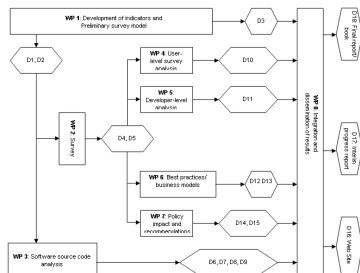 WP 1: Development of indicators and
Preliminary survey model
D3
D1, D2
WP 4: User-
level survey
analysis
D10
WP 5:
Developer-level
analysis
D11
WP 2: Survey
D4, D5
WP 6: Best practices/
business models
D12 D13
WP 7: Policy
impact and
recommendations
D14, D15
WP 3: Software source code
analysis
D6, D7, D8, D9
WP 8: Integration and
dissemination of results
D18: Final report/
book
D17: Interim
progress report
D16: Web Site